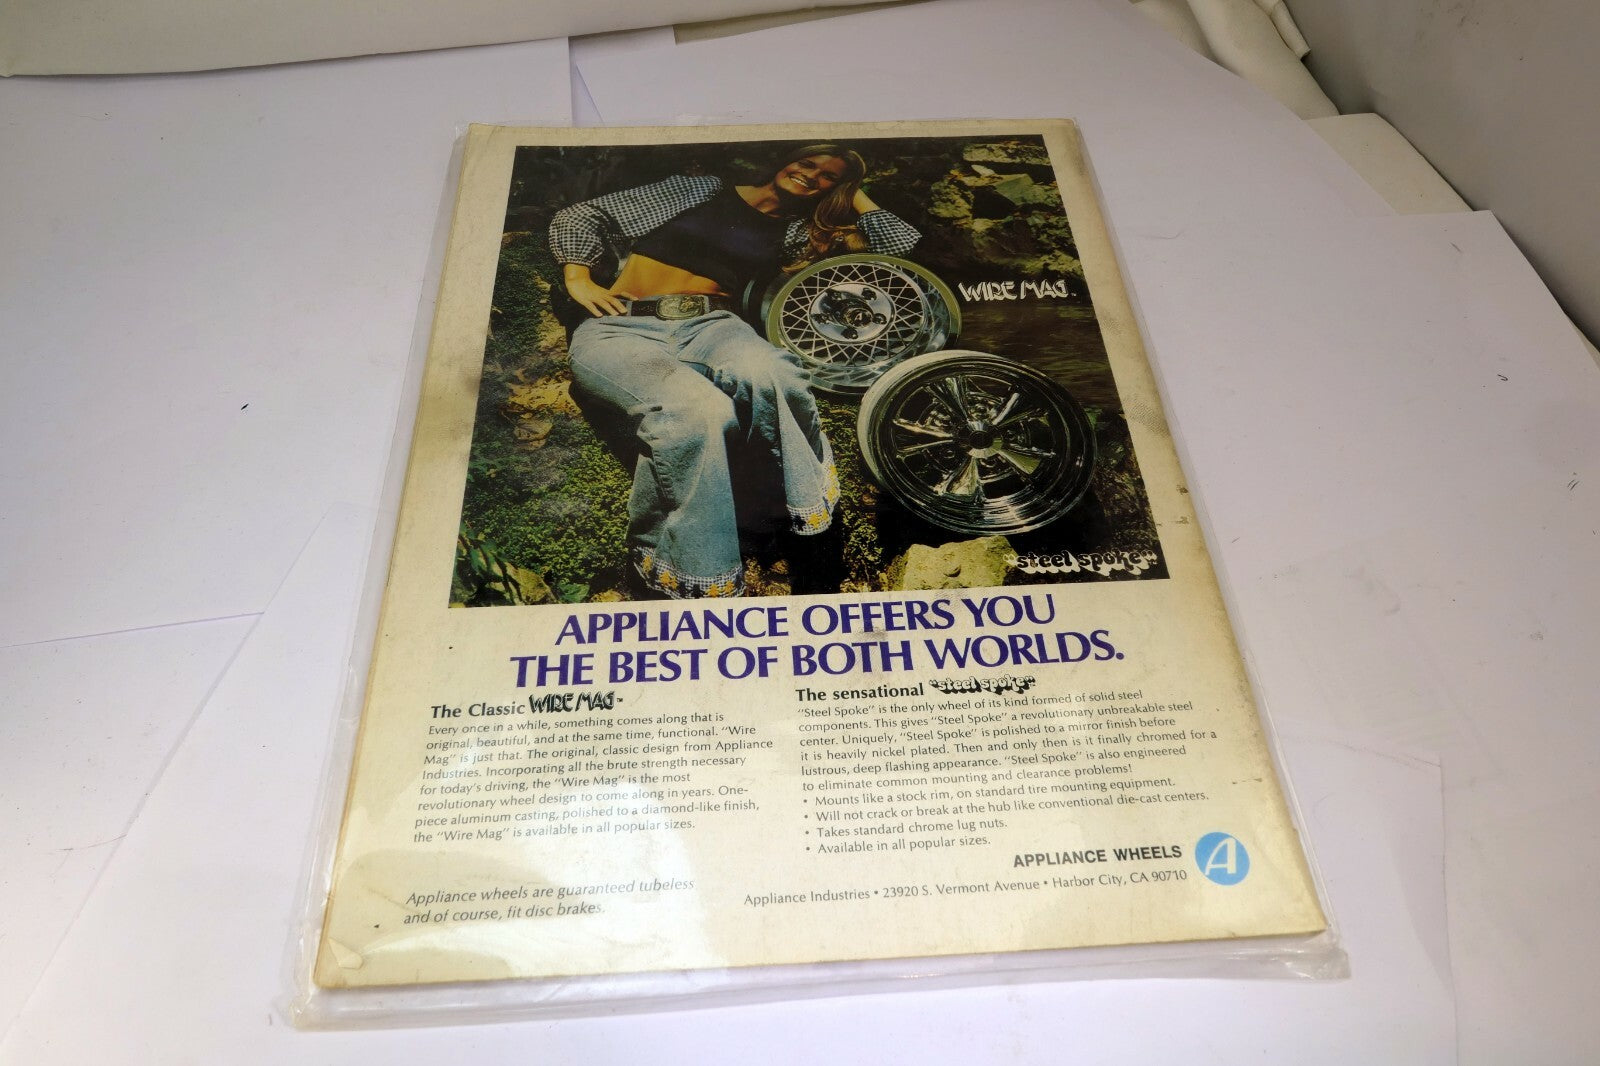 WIRE MAG™
"steel spoke"
APPLIANCE OFFERS YOU
THE BEST OF BOTH WORLDS.
The Classic WIRE MAG™
Every once in a while, something comes along that is
original, beautiful, and at the same time, functional. "Wire
Mag" is just that. The original, classic design from Appliance
Industries. Incorporating all the brute strength necessary
for today's driving, the "Wire Mag" is the most
revolutionary wheel design to come along in years. One-
piece aluminum casting, polished to a diamond-like finish,
the "Wire Mag" is available in all popular sizes.
The sensational "steel spoke"
"Steel Spoke" is the only wheel of its kind formed of solid steel
components. This gives "Steel Spoke" a revolutionary unbreakable steel
center. Uniquely, "Steel Spoke" is polished to a mirror finish before
it is heavily nickel plated. Then and only then is it finally chromed for a
lustrous, deep flashing appearance. "Steel Spoke" is also engineered
to eliminate common mounting and clearance problems!
• Mounts like a stock rim, on standard tire mounting equipment.
• Will not crack or break at the hub like conventional die-cast centers.
• Takes standard chrome lug nuts.
• Available in all popular sizes.
APPLIANCE WHEELS A
Appliance wheels are guaranteed tubeless
and of course, fit disc brakes.
Appliance Industries • 23920 S. Vermont Avenue • Harbor City, CA 90710